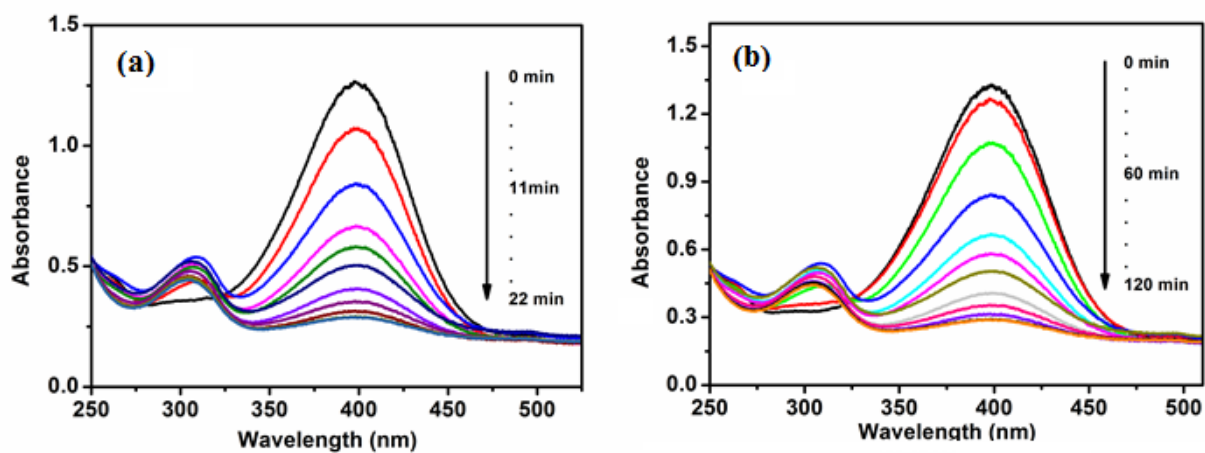 (a)
0 min
11min
22 min
1.5
1.0
0.5
0.0
Absorbance
250 300 350 400 450 500
Wavelength (nm)
(b)
0 min
60 min
120 min
1.5
1.2
0.9
0.6
0.3
0.0
Absorbance
250 300 350 400 450 500
Wavelength (nm)